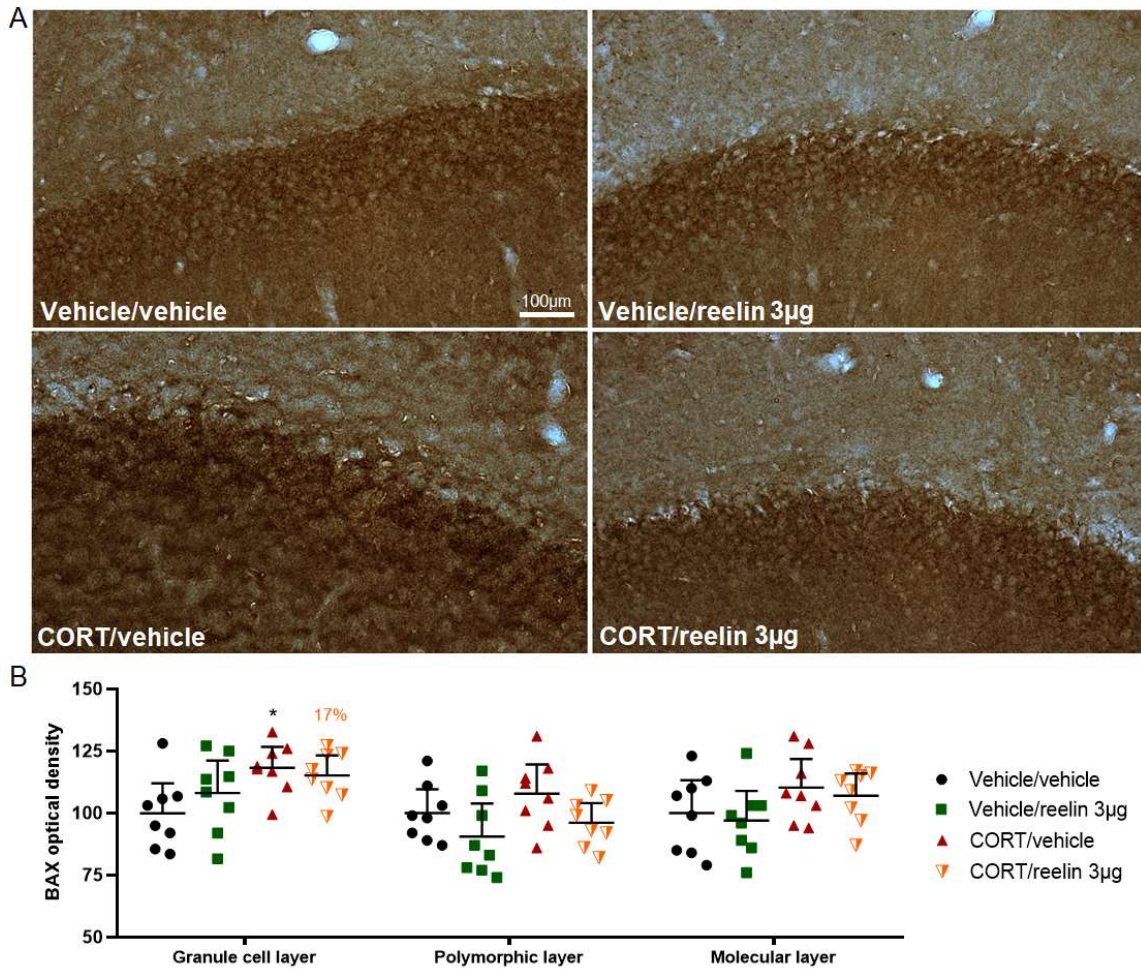 A
Vehicle/vehicle
100µm
Vehicle/reelin 3µg
CORT/vehicle
CORT/reelin 3µg
B
BAX optical density
150
125
100
75
50
*
17%
Granule cell layer
Polymorphic layer
Molecular layer
Vehicle/vehicle
Vehicle/reelin 3µg
CORT/vehicle
CORT/reelin 3µg